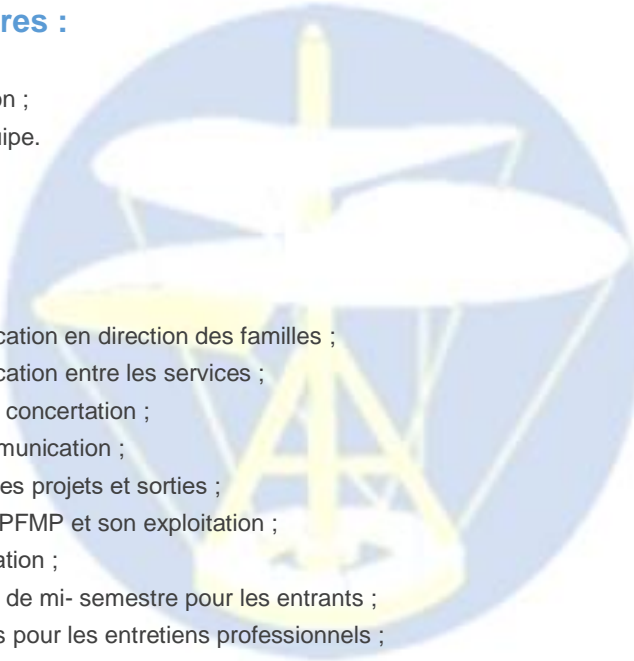 res :
on ;
uipe.
cation en direction des familles ;
cation entre les services ;
concertation ;
munication ;
es projets et sorties ;
PFMP et son exploitation ;
ation ;
de mi- semestre pour les entrants ;
s pour les entretiens professionnels ;